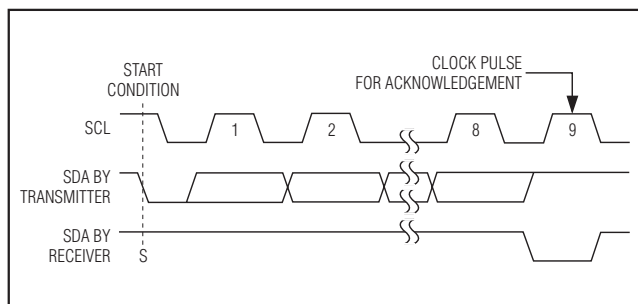 START
CONDITION
CLOCK PULSE
FOR ACKNOWLEDGEMENT
SCL
1
2
8
9
SDA BY
TRANSMITTER
SDA BY
RECEIVER
S